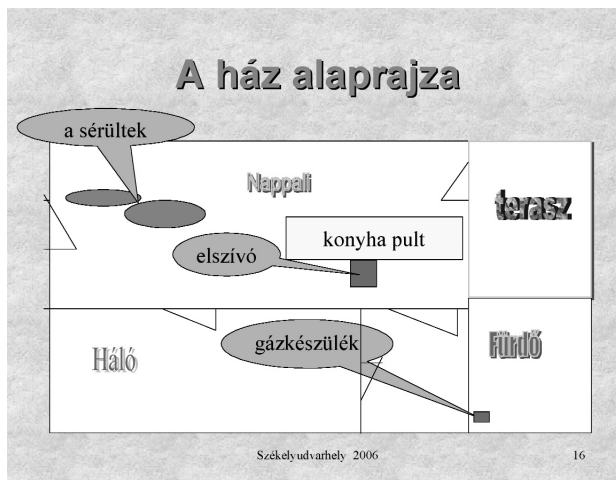 A ház alaprajza
a sérültek
Nappali
terasz
konyha pult
elszívó
Háló
gázkészülék
Fürdő
Székelyudvarhely 2006
16